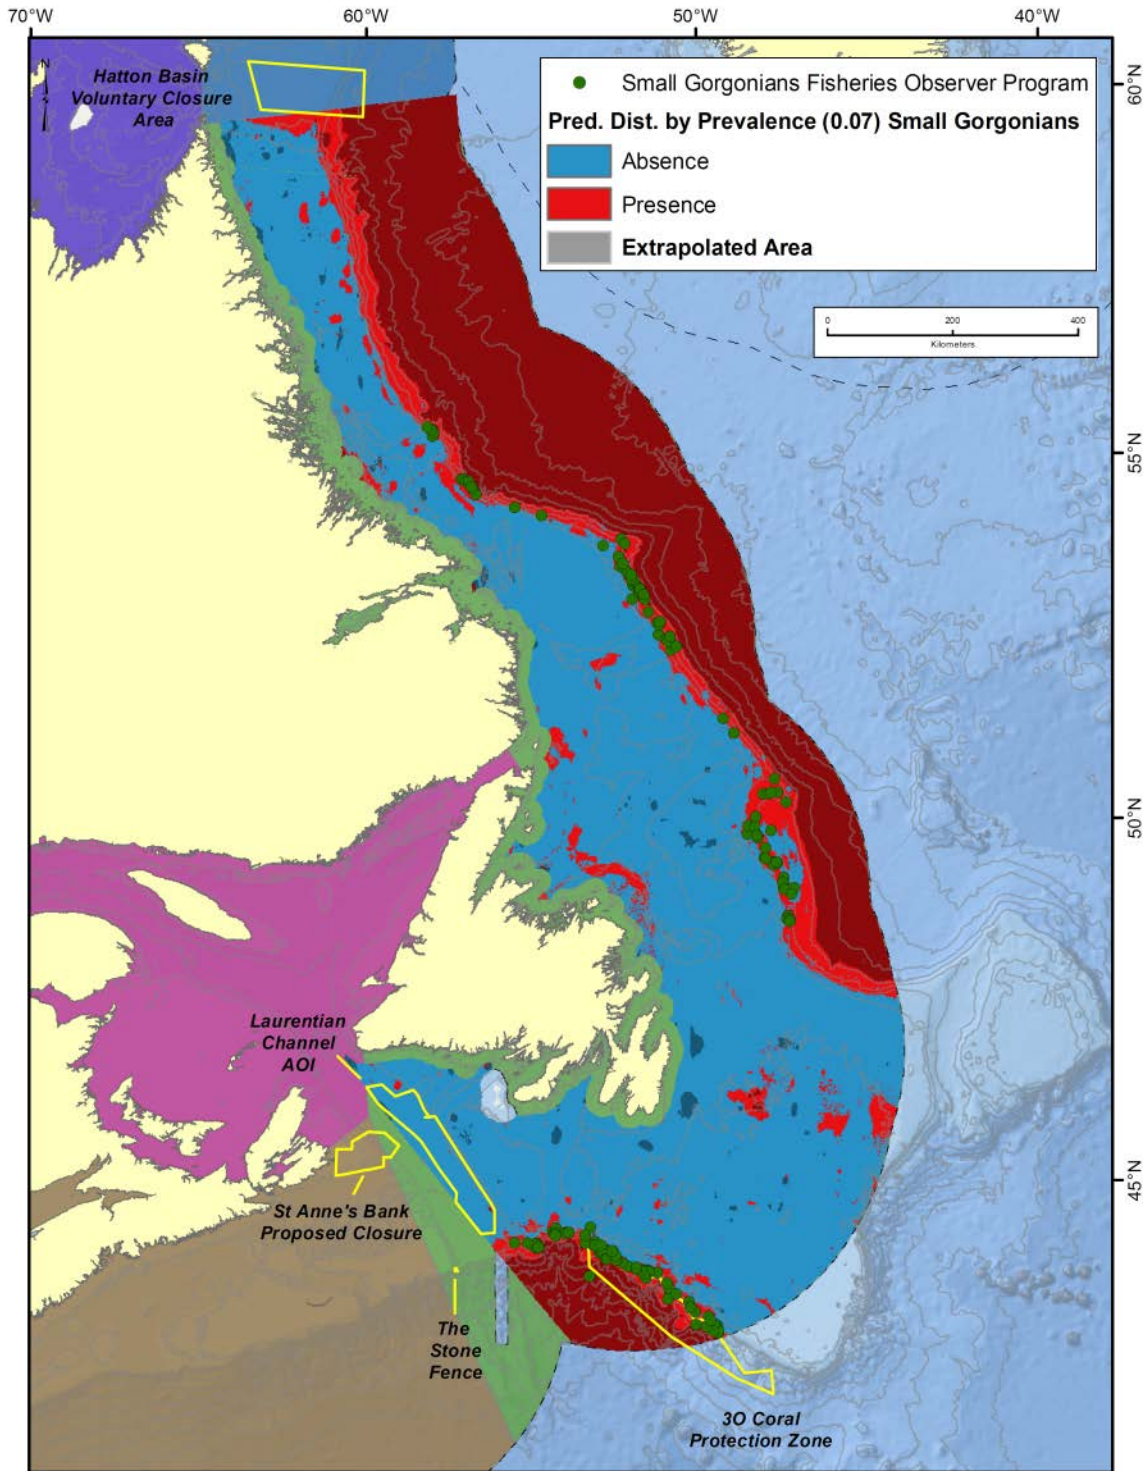 70°W 60°W 50°W 40°W
N
Hatton Basin
Voluntary Closure
Area
Small Gorgonians Fisheries Observer Program
Pred. Dist. by Prevalence (0.07) Small Gorgonians
Absence
Presence
Extrapolated Area
0 200 400
Kilometers
60°N
55°N
50°N
45°N
Laurentian
Channel
AOI
St Anne's Bank
Proposed Closure
The
Stone
Fence
3O Coral
Protection Zone